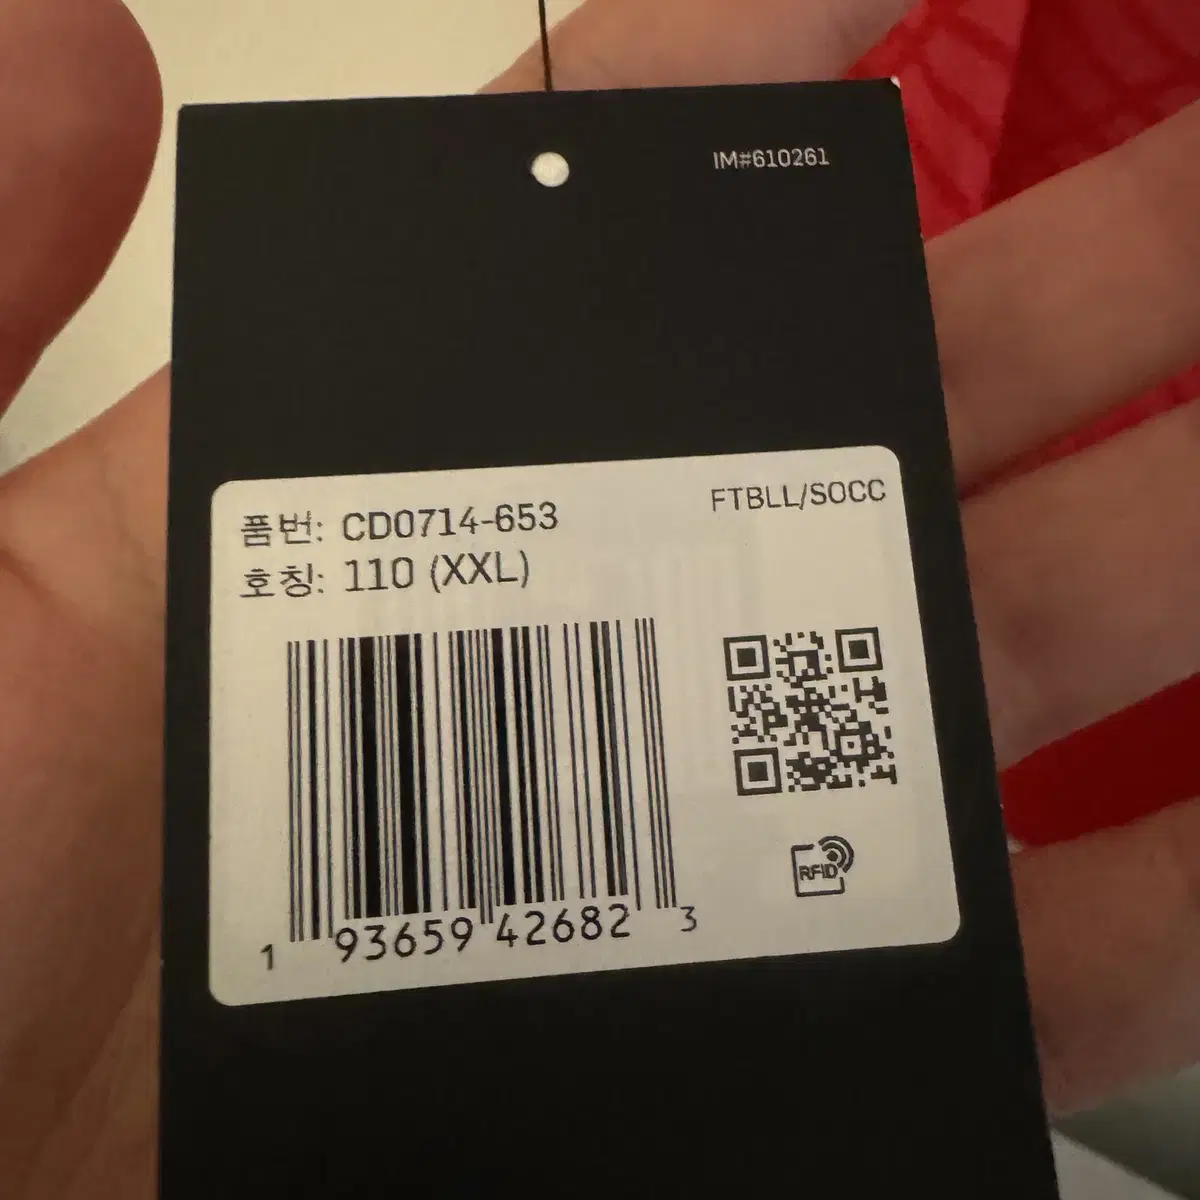 IM#610261
품번: CD0714-653
FTBLL/SOCC
호칭: 110 (XXL)
RFID
1 93659 42682 3